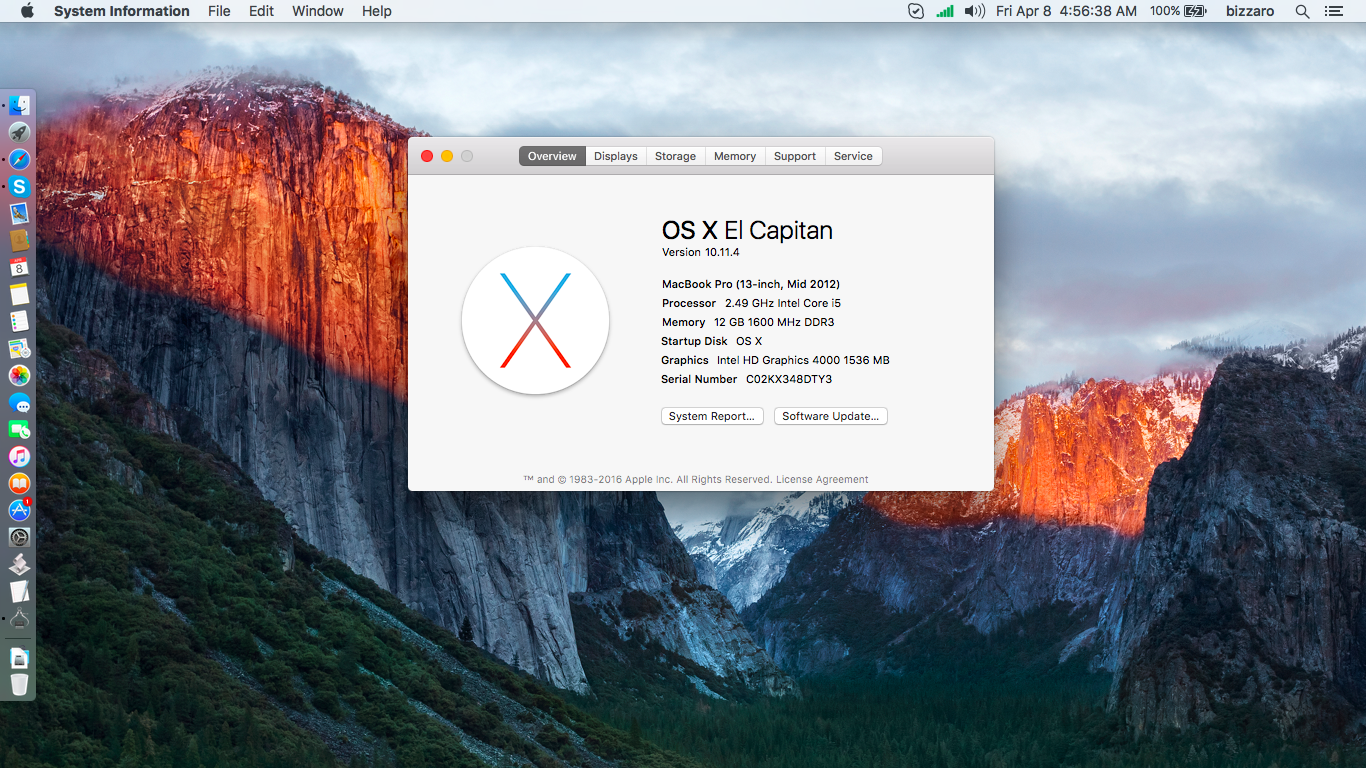 System Information File Edit Window Help Fri Apr 8 4:56:38 AM 100% bizzaro
Overview Displays Storage Memory Support Service
OS X El Capitan
Version 10.11.4
MacBook Pro (13-inch, Mid 2012)
Processor 2.49 GHz Intel Core i5
Memory 12 GB 1600 MHz DDR3
Startup Disk OS X
Graphics Intel HD Graphics 4000 1536 MB
Serial Number C02KX348DTY3
System Report... Software Update...
™ and © 1983-2016 Apple Inc. All Rights Reserved. License Agreement
S
8
1